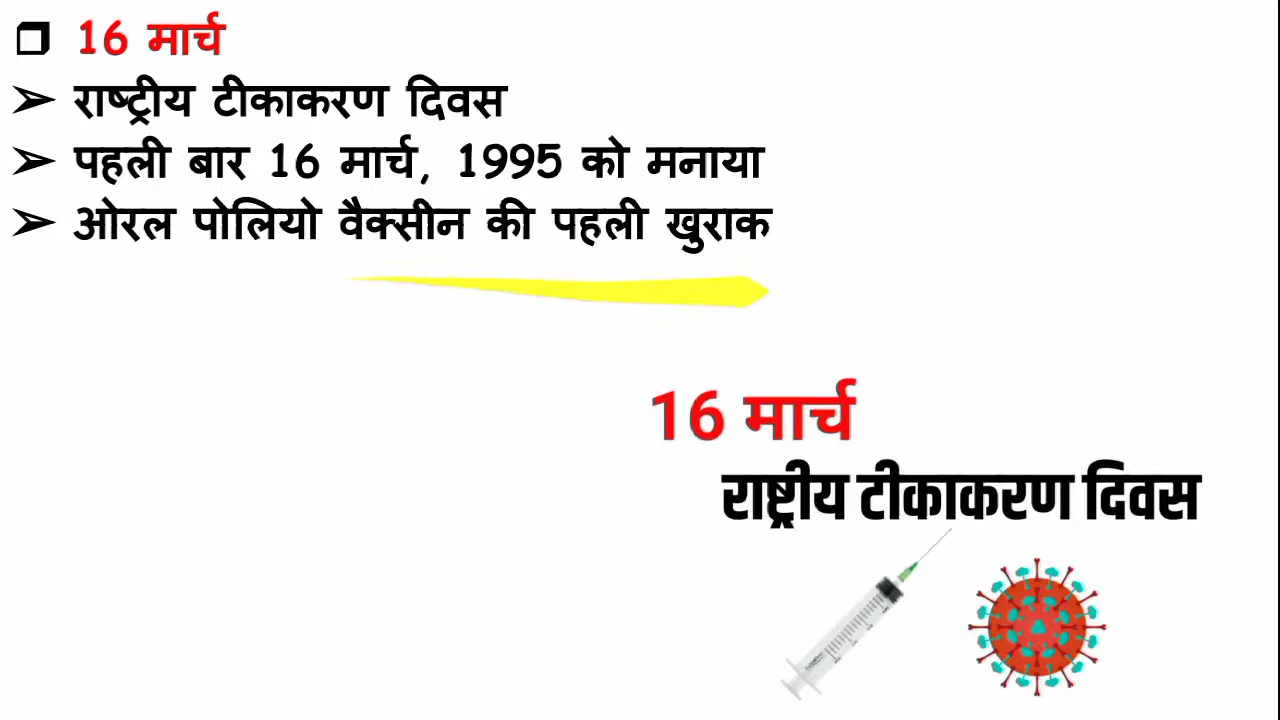 16 मार्च
राष्ट्रीय टीकाकरण दिवस
पहली बार 16 मार्च, 1995 को मनाया
ओरल पोलियो वैक्सीन की पहली खुराक
16 मार्च
राष्ट्रीय टीकाकरण दिवस